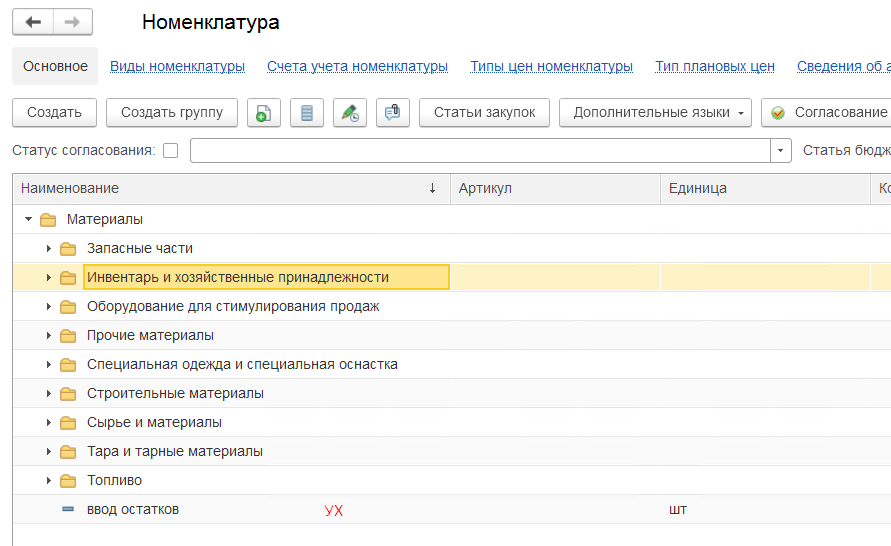 Номенклатура
Основное Виды номенклатуры Счета учета номенклатуры Типы цен номенклатуры Тип плановых цен Сведения об
Создать Создать группу Статьи закупок Дополнительные языки Согласование
Статус согласования: Статья
Наименование ↓ Артикул Единица
Материалы
Запасные части
Инвентарь и хозяйственные принадлежности
Оборудование для стимулирования продаж
Прочие материалы
Специальная одежда и специальная оснастка
Строительные материалы
Сырье и материалы
Тара и тарные материалы
Топливо
ввод остатков УХ шт